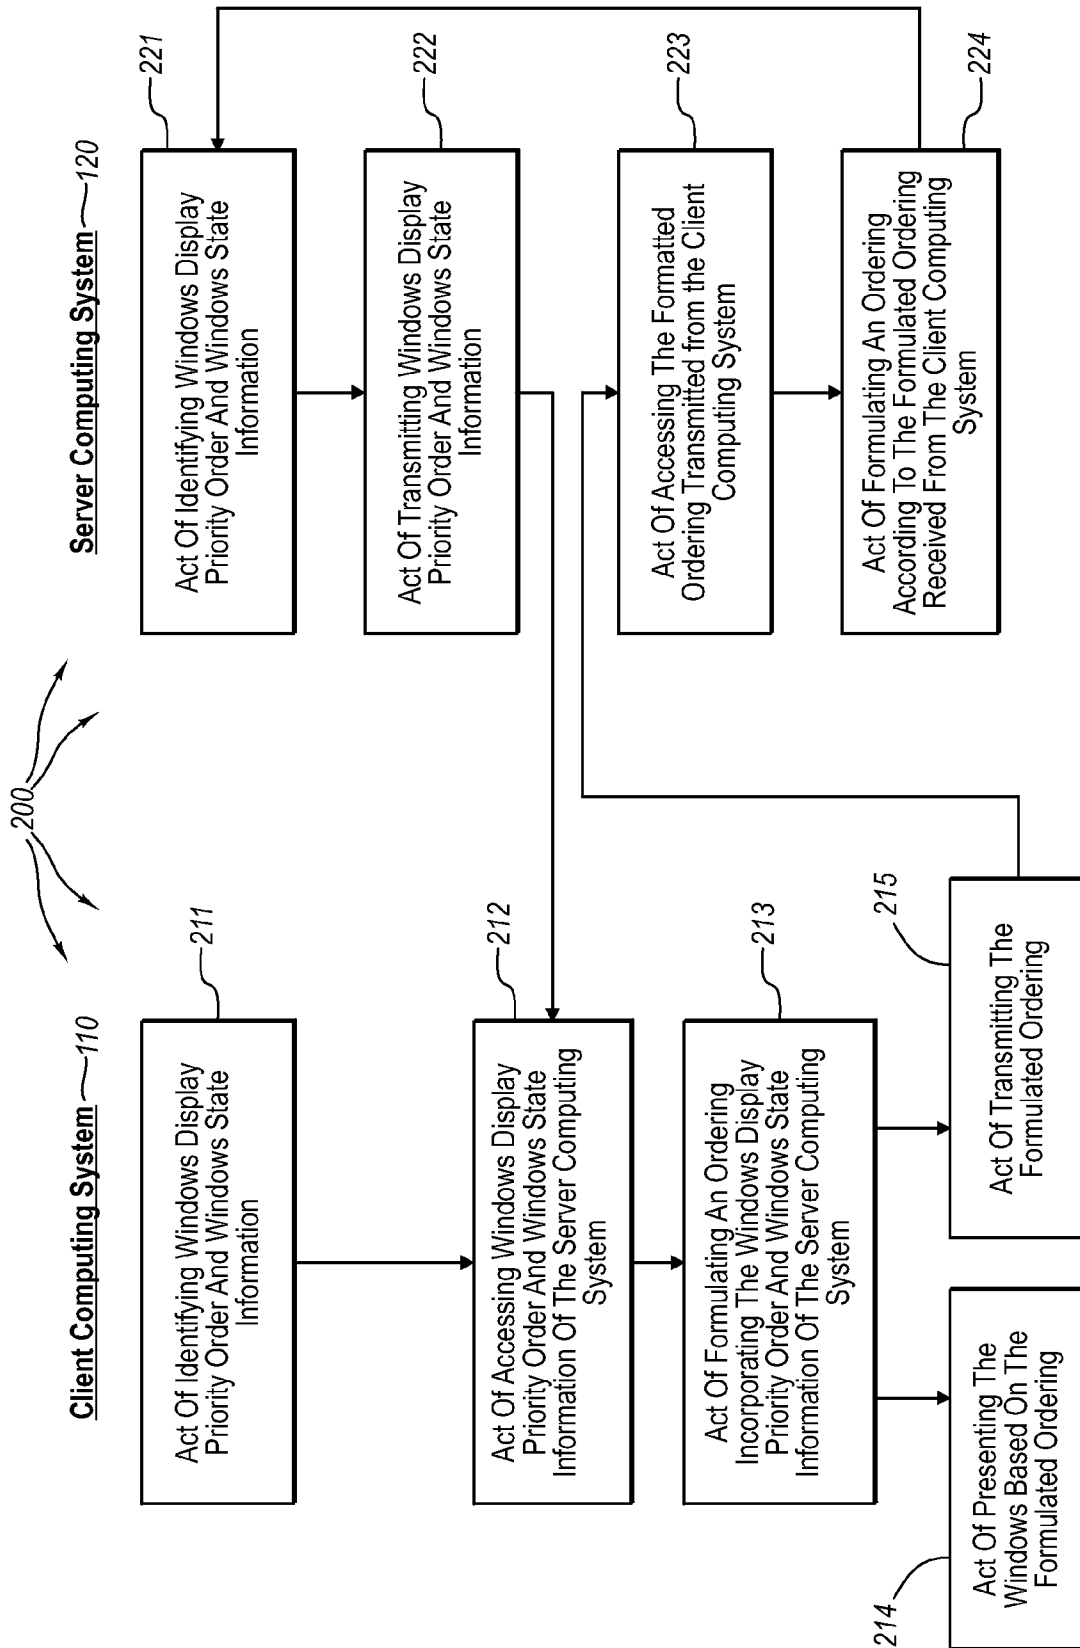 200
Client Computing System 110
Act Of Identifying Windows Display
Priority Order And Windows State
Information
211
Act Of Accessing Windows Display
Priority Order And Windows State
Information Of The Server Computing
System
212
Act Of Formulating An Ordering
Incorporating The Windows Display
Priority Order And Windows State
Information Of The Server Computing
System
213
Act Of Presenting The
Windows Based On The
Formulated Ordering
214
Act Of Transmitting The
Formulated Ordering
215
Server Computing System 120
Act Of Identifying Windows Display
Priority Order And Windows State
Information
221
Act Of Transmitting Windows Display
Priority Order And Windows State
Information
222
Act Of Accessing The Formatted
Ordering Transmitted from the Client
Computing System
223
Act Of Formulating An Ordering
According To The Formulated Ordering
Received From The Client Computing
System
224